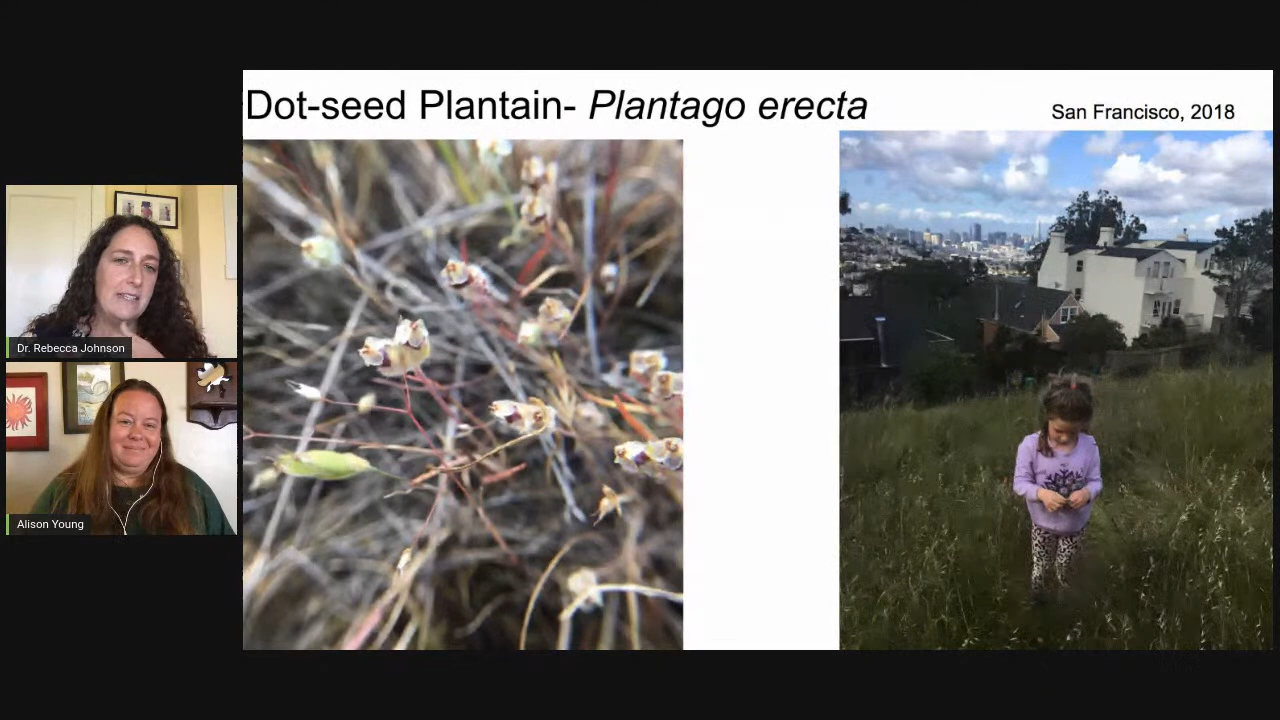 Dot-seed Plantain- Plantago erecta
San Francisco, 2018
Dr. Rebecca Johnson
Alison Young